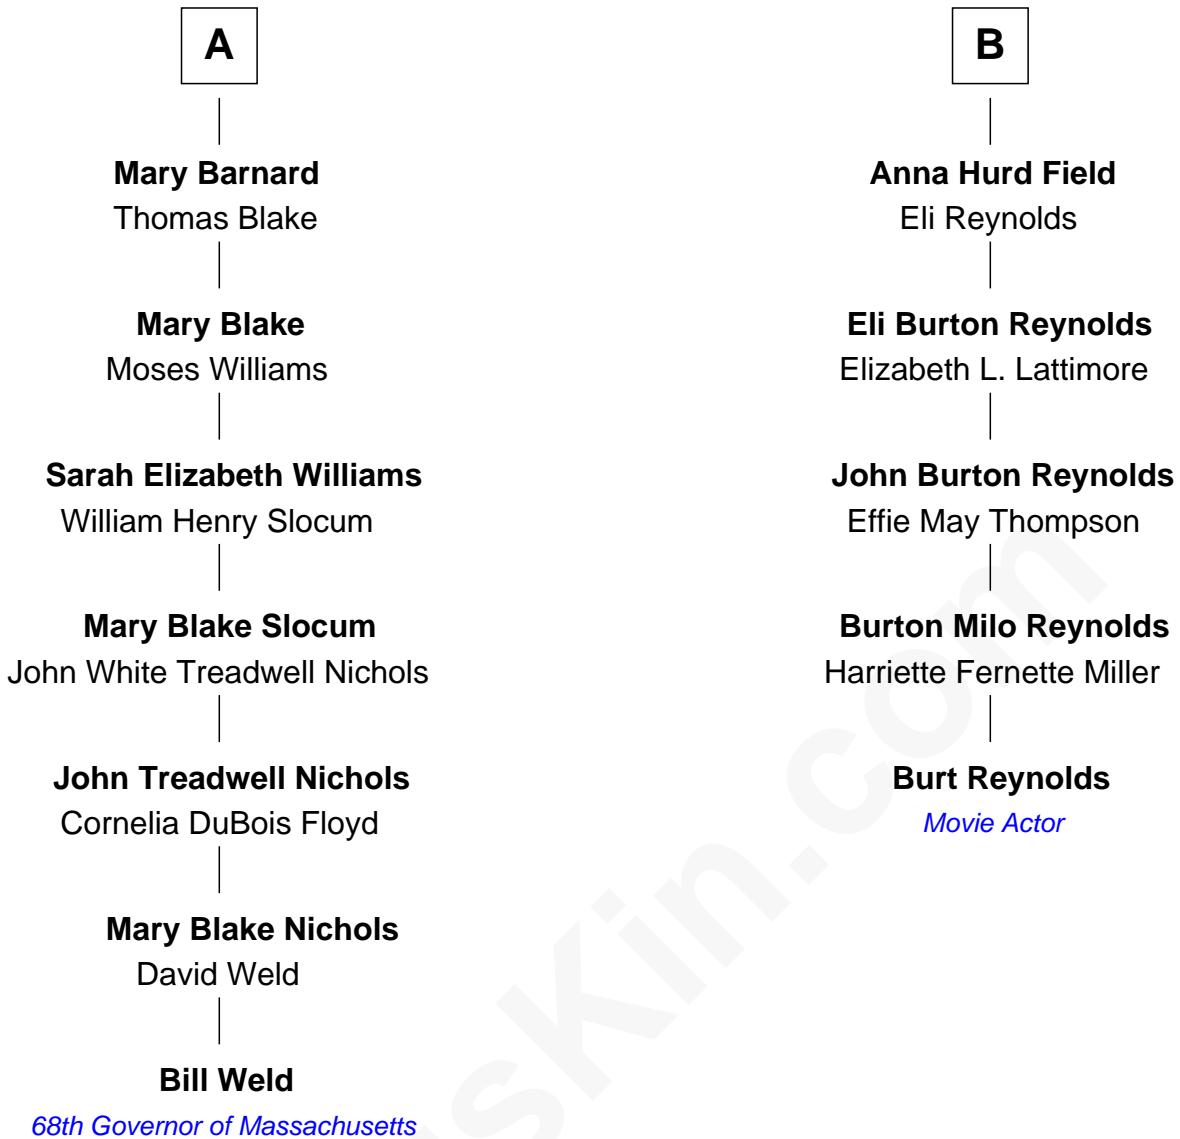 A
Mary Barnard
Thomas Blake
Mary Blake
Moses Williams
Sarah Elizabeth Williams
William Henry Slocum
Mary Blake Slocum
John White Treadwell Nichols
John Treadwell Nichols
Cornelia DuBois Floyd
Mary Blake Nichols
David Weld
Bill Weld
68th Governor of Massachusetts
B
Anna Hurd Field
Eli Reynolds
Eli Burton Reynolds
Elizabeth L. Lattimore
John Burton Reynolds
Effie May Thompson
Burton Milo Reynolds
Harriette Fernette Miller
Burt Reynolds
Movie Actor
sKin.com